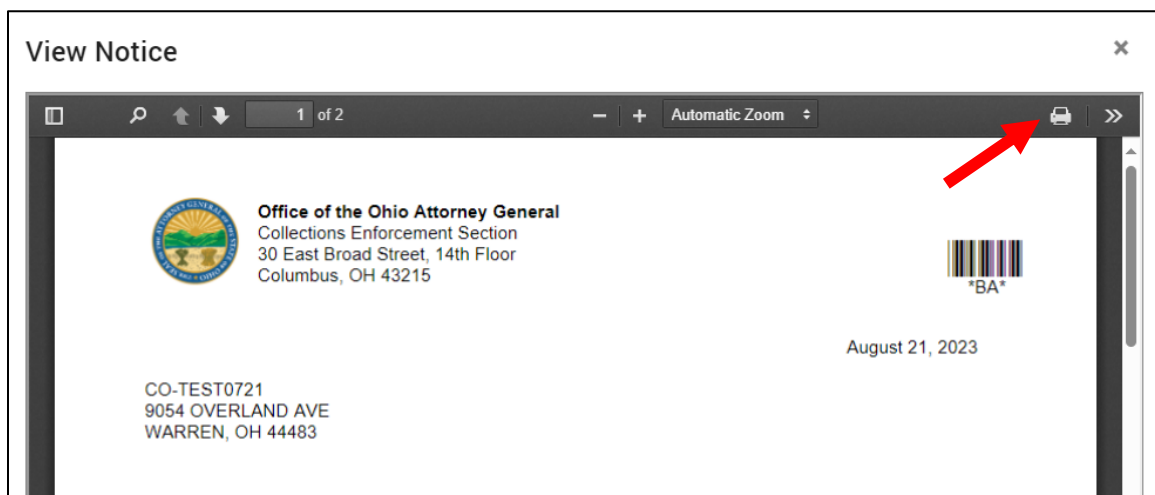 View Notice
1 of 2
Automatic Zoom
Office of the Ohio Attorney General
Collections Enforcement Section
30 East Broad Street, 14th Floor
Columbus, OH 43215
*BA*
August 21, 2023
CO-TEST0721
9054 OVERLAND AVE
WARREN, OH 44483